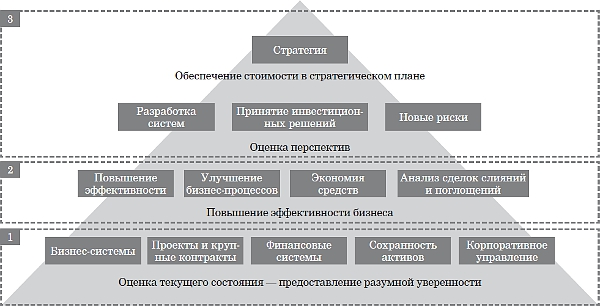 3
Стратегия
Обеспечение стоимости в стратегическом плане
Разработка
систем
Принятие инвестицион-
ных решений
Новые риски
Оценка перспектив
2
Повышение
эффективности
Улучшение
бизнес-процессов
Экономия
средств
Анализ сделок слияний
и поглощений
Повышение эффективности бизнеса
1
Бизнес-системы
Проекты и круп-
ные контракты
Финансовые
системы
Сохранность
активов
Корпоративное
управление
Оценка текущего состояния — предоставление разумной уверенности